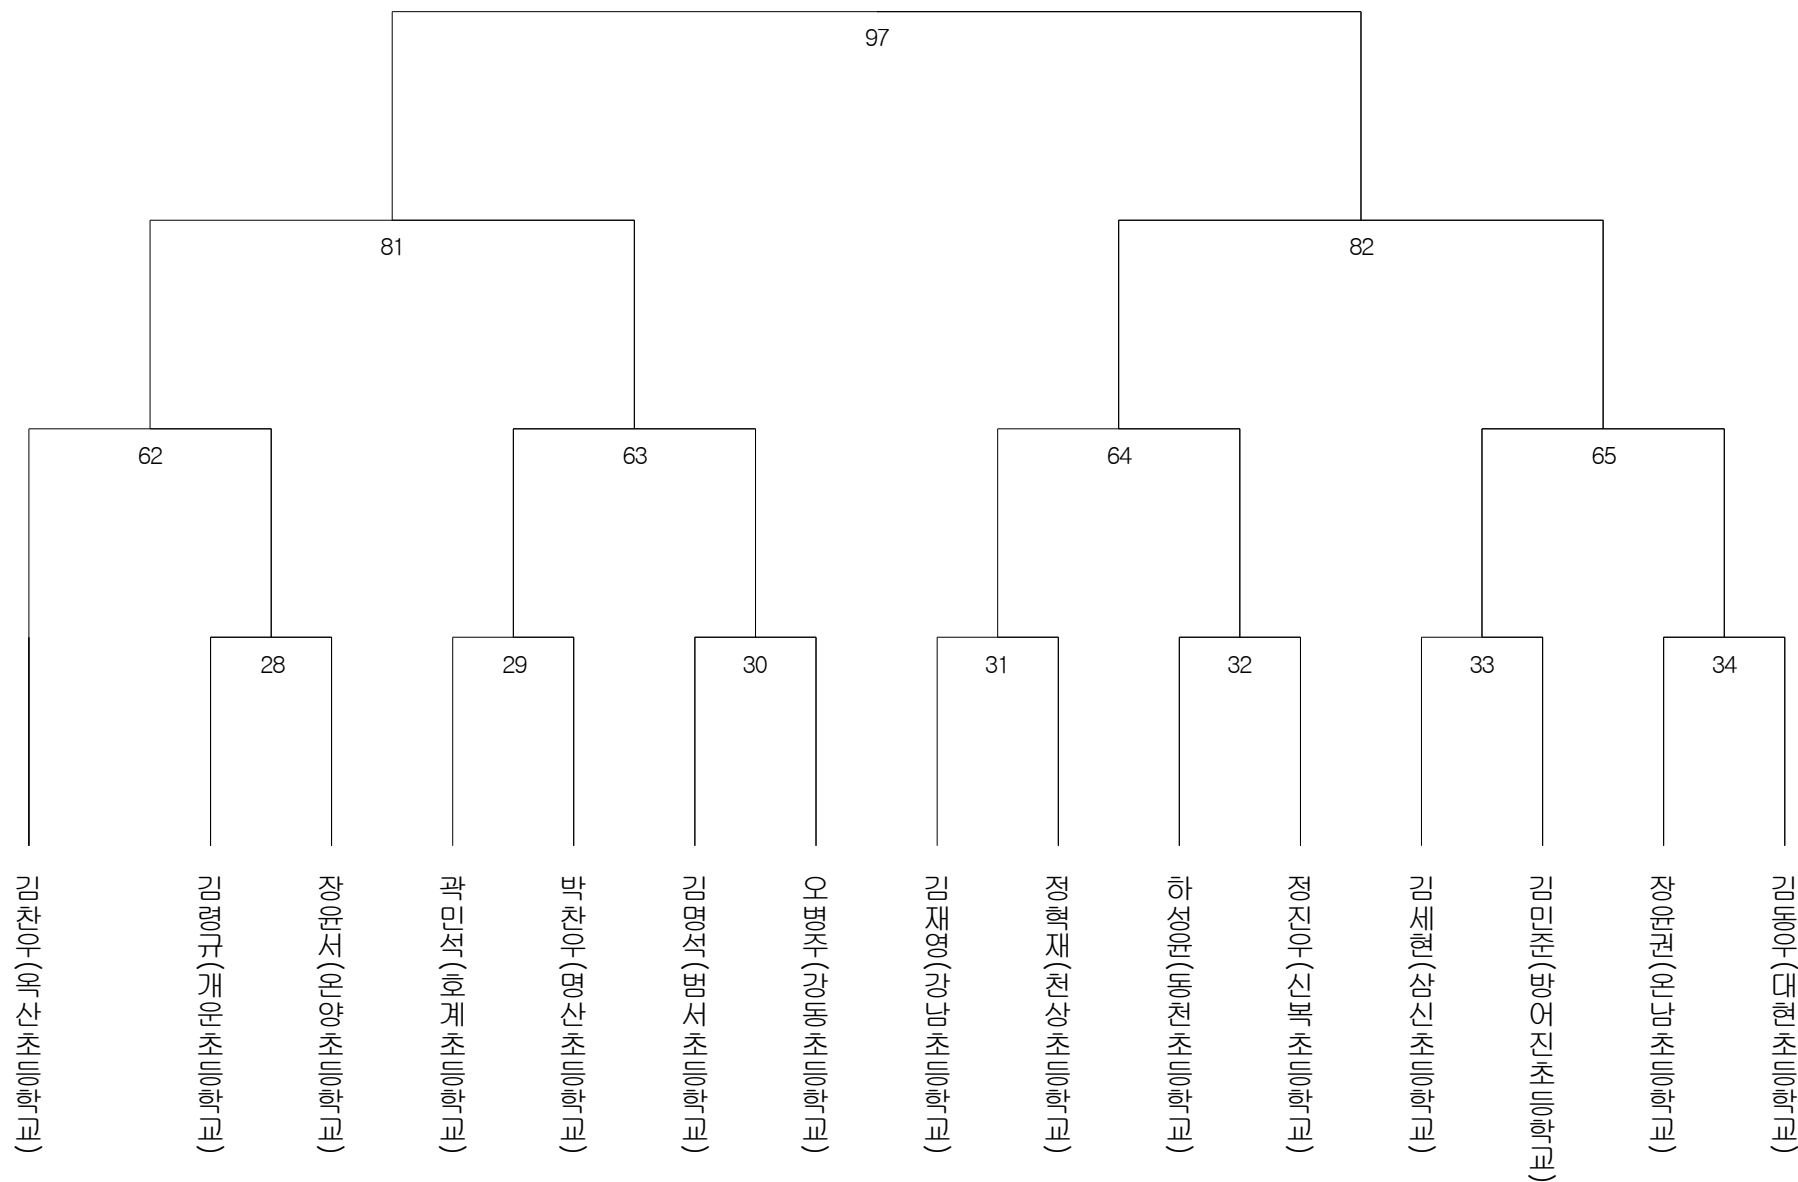 97
81
82
62
63
64
65
28
29
30
31
32
33
34
김찬우(옥산초등학교)
김령규(개운초등학교)
장윤서(온양초등학교)
곽민석(호계초등학교)
박찬우(명산초등학교)
김명석(범서초등학교)
오병주(강동초등학교)
김재영(강남초등학교)
정혁재(천상초등학교)
하성윤(동천초등학교)
정진우(신복초등학교)
김세현(삼신초등학교)
김민준(방어진초등학교)
장윤권(온남초등학교)
김동우(대현초등학교)